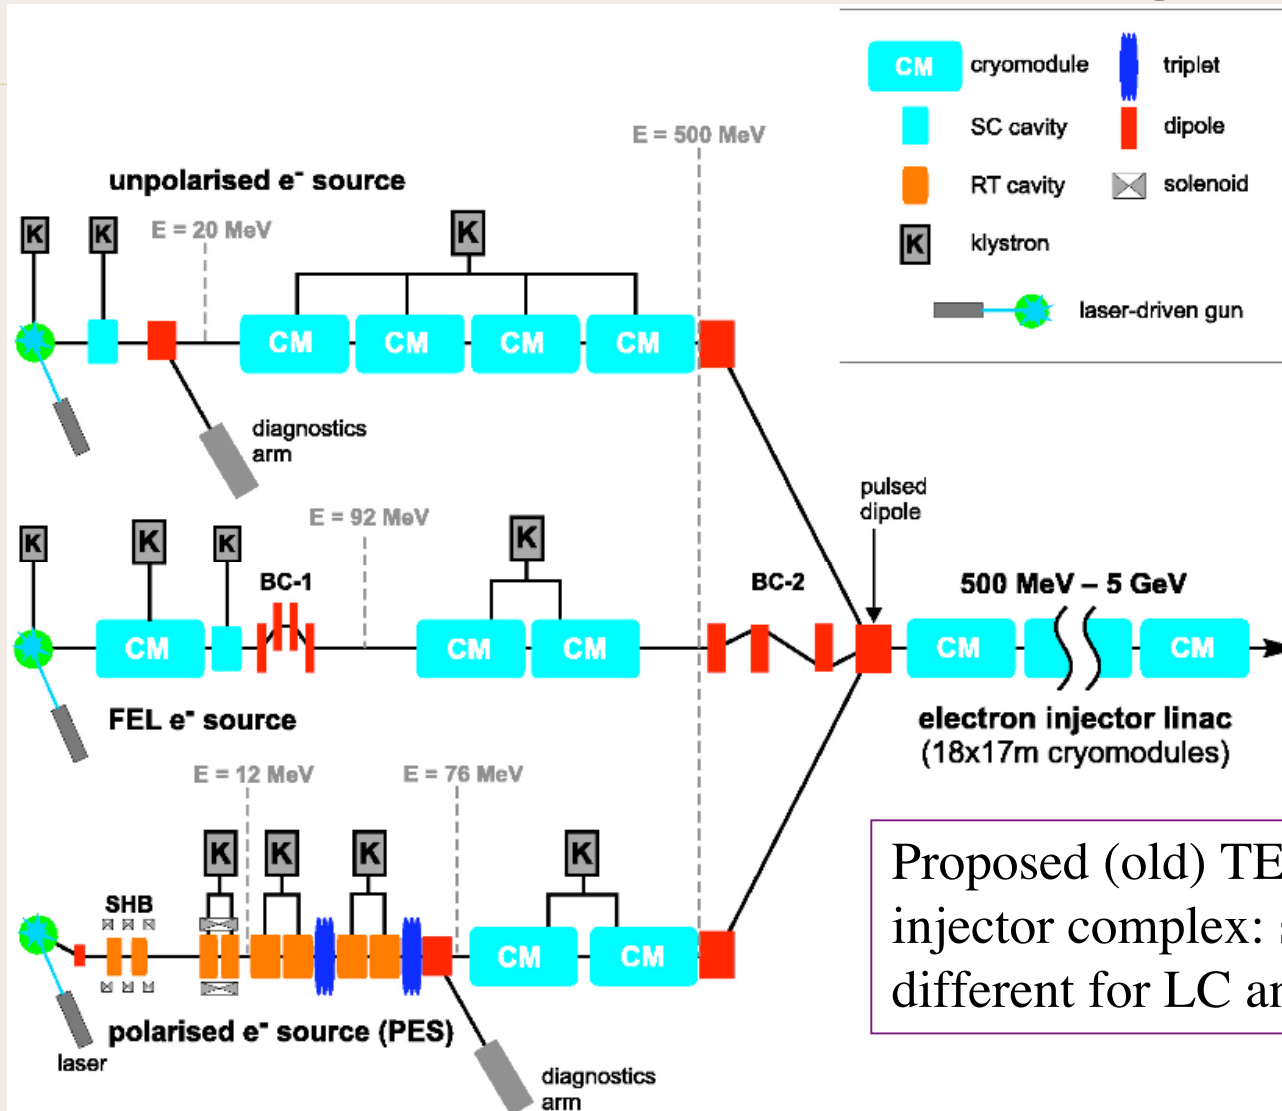 CM cryomodule
triplet
SC cavity
dipole
RT cavity
solenoid
K klystron
laser-driven gun
E = 500 MeV
unpolarised e⁻ source
K K E = 20 MeV K
CM CM CM CM
diagnostics
arm
pulsed
dipole
E = 92 MeV
K K K K
BC-1
BC-2
500 MeV – 5 GeV
CM CM CM CM CM
FEL e⁻ source
electron injector linac
(18x17m cryomodules)
E = 12 MeV E = 76 MeV
K K K K
SHB
CM CM
polarised e⁻ source (PES)
laser
diagnostics
arm
Proposed (old) TE
injector complex:
different for LC an